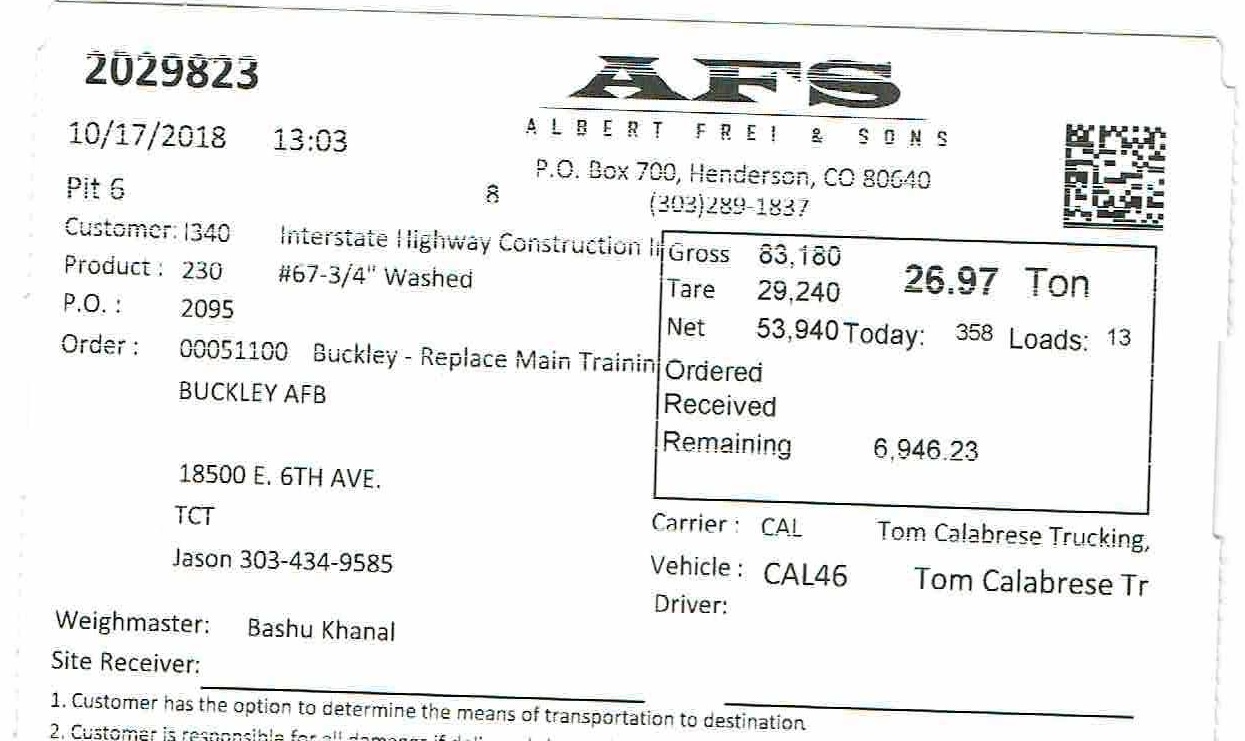 2029823
AFS
ALBERT FREI & SONS
10/17/2018 13:03
P.O. Box 700, Henderson, CO 80640
Pit 6 8
(303)289-1837
Customer: I340 Interstate Highway Construction
Product : 230 #67-3/4" Washed
P.O. : 2095
Order : 00051100 Buckley - Replace Main Trainin
BUCKLEY AFB
18500 E. 6TH AVE.
TCT
Jason 303-434-9585
Gross 83,180 26.97 Ton
Tare 29,240
Net 53,940 Today: 358 Loads: 13
Ordered
Received
Remaining 6,946.23
Carrier : CAL Tom Calabrese Trucking,
Vehicle : CAL46 Tom Calabrese Tr
Driver:
Weighmaster: Bashu Khanal
Site Receiver:
1. Customer has the option to determine the means of transportation to destination
2. Customer is responsible for all damages if